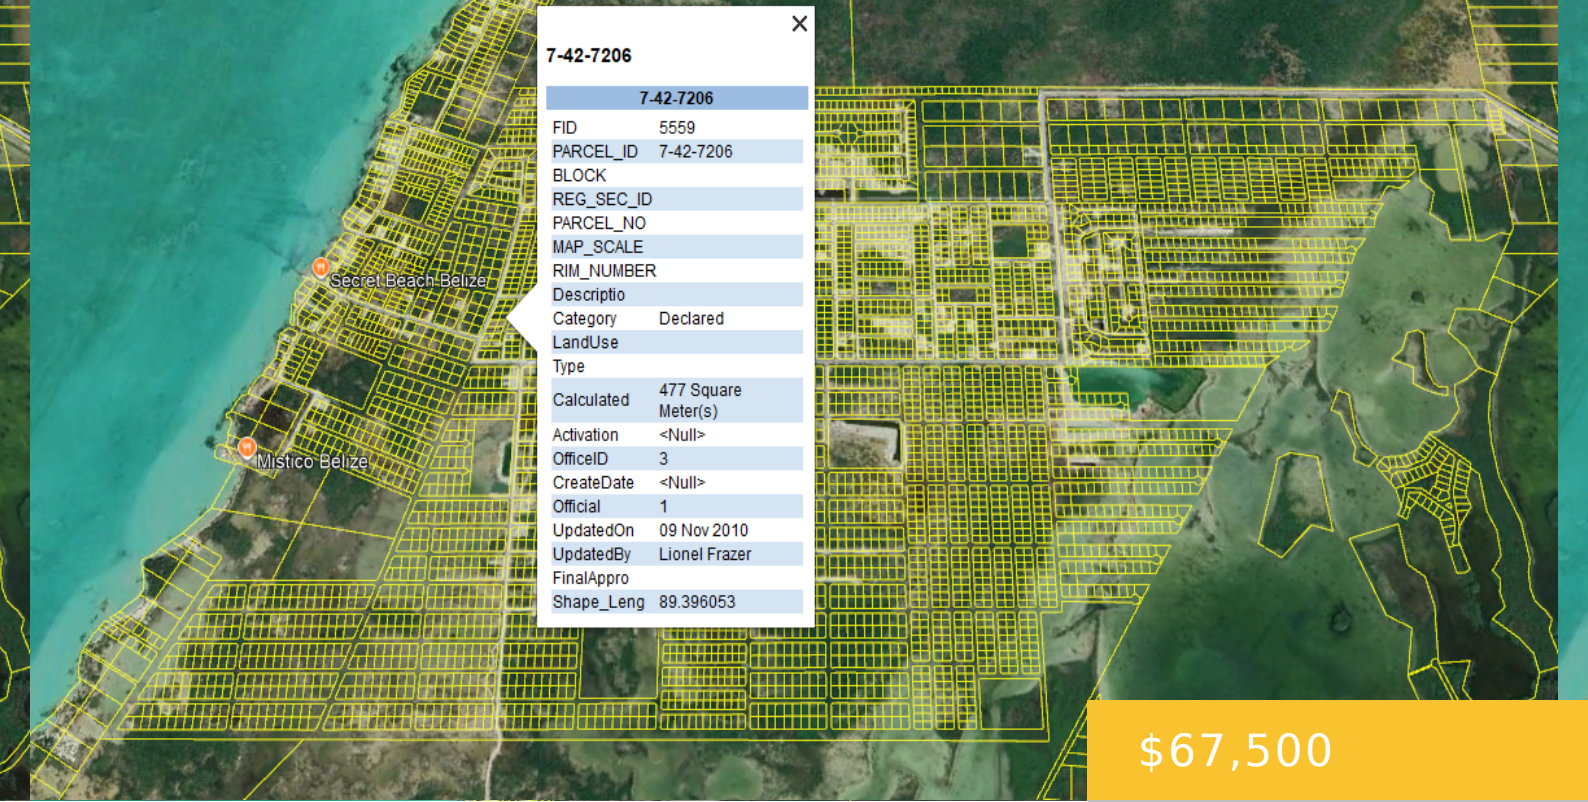 7-42-7206
7-42-7206
FID 5559
PARCEL_ID 7-42-7206
BLOCK
REG_SEC_ID
PARCEL_NO
MAP_SCALE
RIM_NUMBER
Descriptio
Category Declared
LandUse
Type
Calculated 477 Square
Meter(s)
Activation <Null>
OfficeID 3
CreateDate <Null>
Official 1
UpdatedOn 09 Nov 2010
UpdatedBy Lionel Frazer
FinalAppro
Shape_Leng 89.396053
Secret Beach Belize
Mistico Belize
$67,500